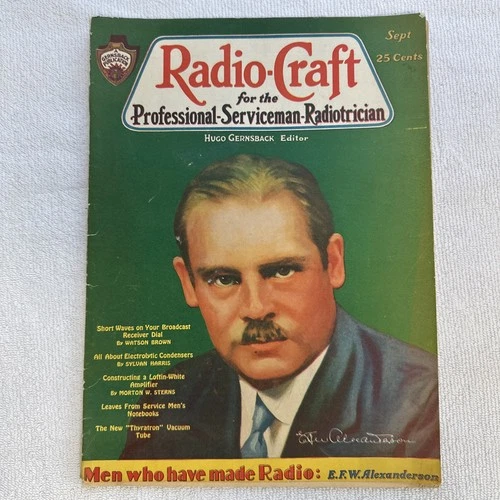 Sept
25 Cents
Radio-Craft
for the
Professional-Serviceman-Radiotrician
HUGO GERNSBACK Editor
Short Waves on Your Broadcast
Receiver Dial
By WATSON BROWN
All About Electrolytic Condensers
By SYLVAN HARRIS
Constructing a Loftin-White
Amplifier
By MORTON W. STERNS
Leaves From Service Men's
Notebooks
The New "Thyratron" Vacuum
Tube
EFW Alexanderson
Men who have made Radio: E.F.W. Alexanderson